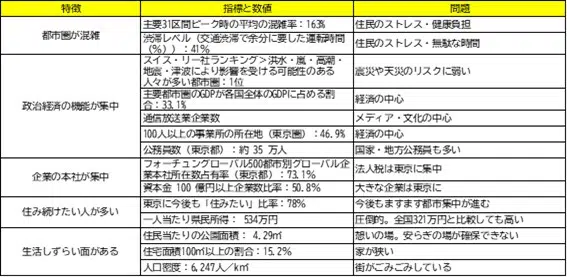 特徴 指標と数値 問題
都市圏が混雑 主要31区間ピーク時の平均の混雑率：163% 住民のストレス・健康負担
渋滞レベル（交通渋滞で余分に要した運転時間 住民のストレス・無駄な時間
（%））：41%
政治経済の機能が集中 スイス・リー社ランキング＞洪水・嵐・高潮・ 震災や天災のリスクに弱い
地震・津波により影響を受ける可能性のある
人々が多い都市圏：1位
主要都市圏のGDPが各国全体のGDPに占める割 経済の中心
合：33.1%
通信放送業企業数 メディア・文化の中心
100人以上の事業所の所在地（東京圏）：46.9% 経済の中心
公務員数（東京都）：約 35 万人 国家・地方公務員も多い
企業の本社が集中 フォーチュングローバル500都市別グローバル企 法人税は東京に集中
業本社所在数占有率（東京都）：73.1%
資本金 100 億円以上企業数比率：50.8% 大きな企業は東京に
住み続けたい人が多い 東京に今後も「住みたい」比率：78% 今後もますます都市集中が進む
一人当たり県民所得： 534万円 圧倒的。全国321万円と比較しても高い
生活しずらい面がある 住民当たりの公園面積： 4.29㎡ 憩いの場。安らぎの場が確保できない
住宅面積100㎡以上の割合：15.2% 家が狭い
人口密度：6,247人／k㎡ 街がごみごみしている